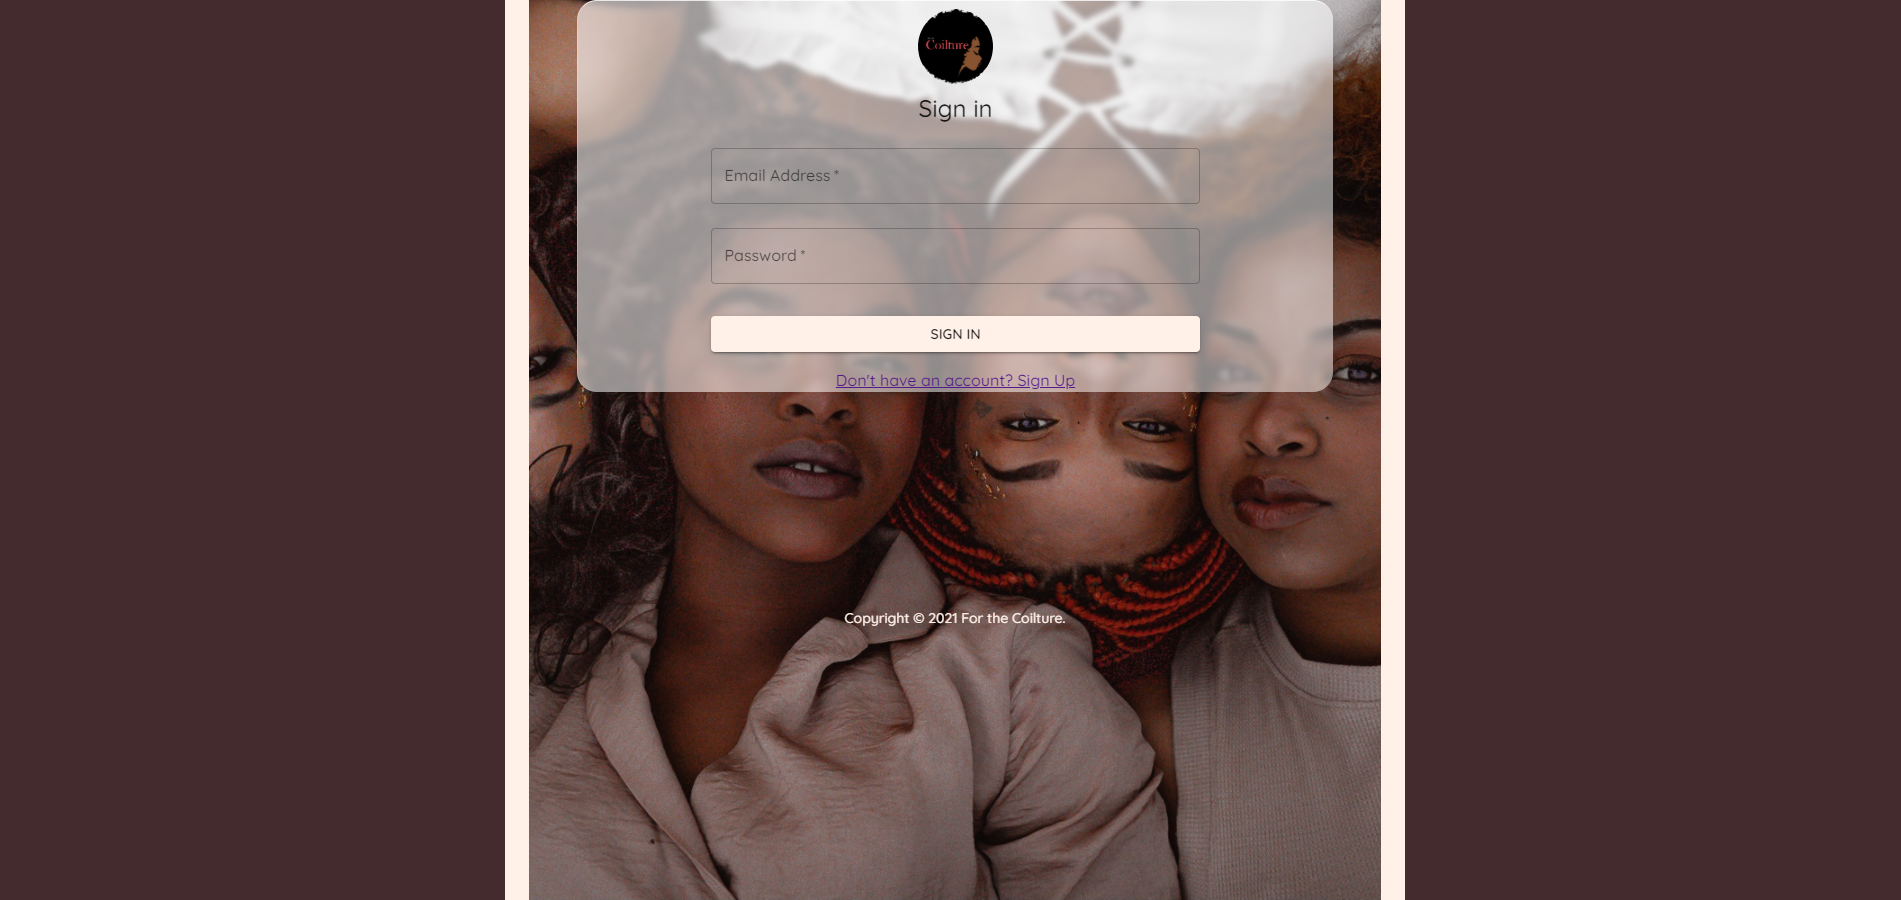 Coilture
Sign in
Email Address *
Password *
SIGN IN
Don't have an account? Sign Up
Copyright © 2021 For the Coilture.